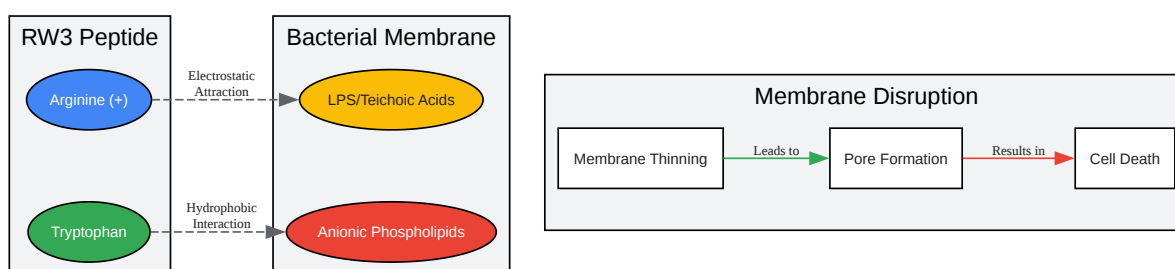 RW3 Peptide
Arginine (+)
Tryptophan
Electrostatic
Attraction
Hydrophobic
Interaction
Bacterial Membrane
LPS/Teichoic Acids
Anionic Phospholipids
Membrane Disruption
Membrane Thinning
Leads to
Pore Formation
Results in
Cell Death